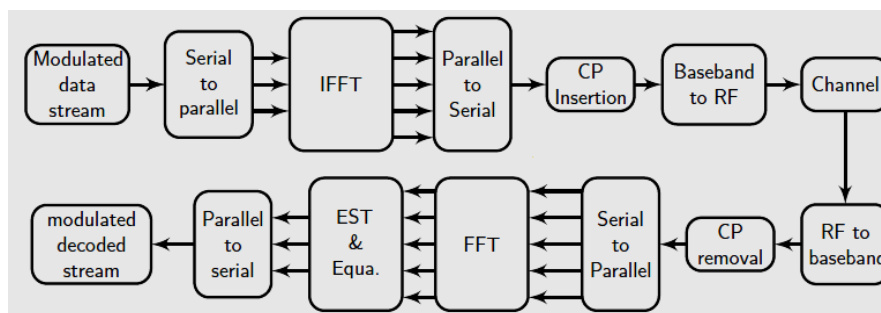 Modulated
data
stream
Serial
to
parallel
IFFT
Parallel
to
Serial
CP
Insertion
Baseband
to RF
Channel
RF to
baseband
CP
removal
Serial
to
Parallel
FFT
EST
&
Equa.
Parallel
to
serial
modulated
decoded
stream